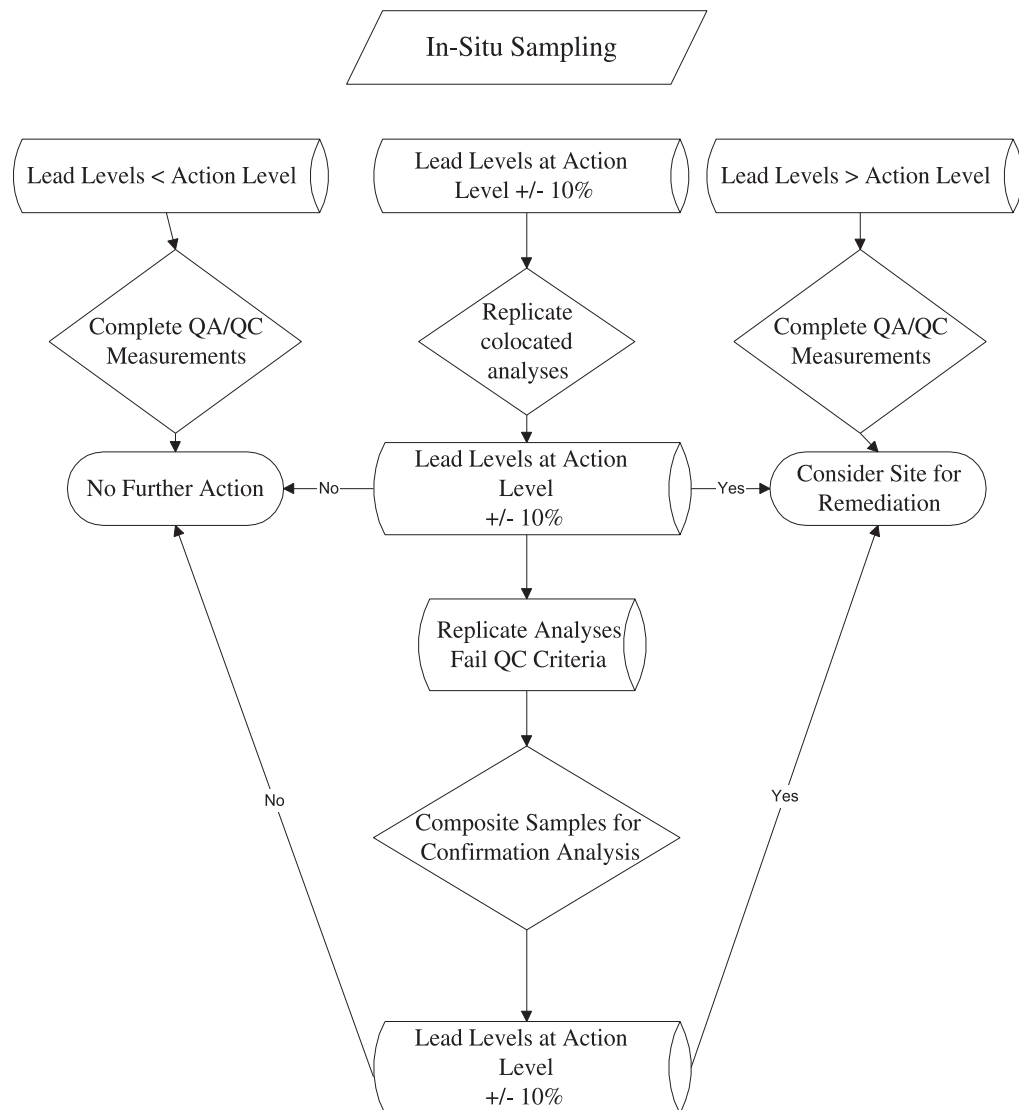 In-Situ Sampling
Lead Levels < Action Level
Lead Levels at Action
Level +/- 10%
Lead Levels > Action Level
Complete QA/QC
Measurements
Replicate
colocated
analyses
Complete QA/QC
Measurements
No Further Action
No
Lead Levels at Action
Level
+/- 10%
Yes
Consider Site for
Remediation
Replicate Analyses
Fail QC Criteria
No
Yes
Composite Samples for
Confirmation Analysis
Lead Levels at Action
Level
+/- 10%